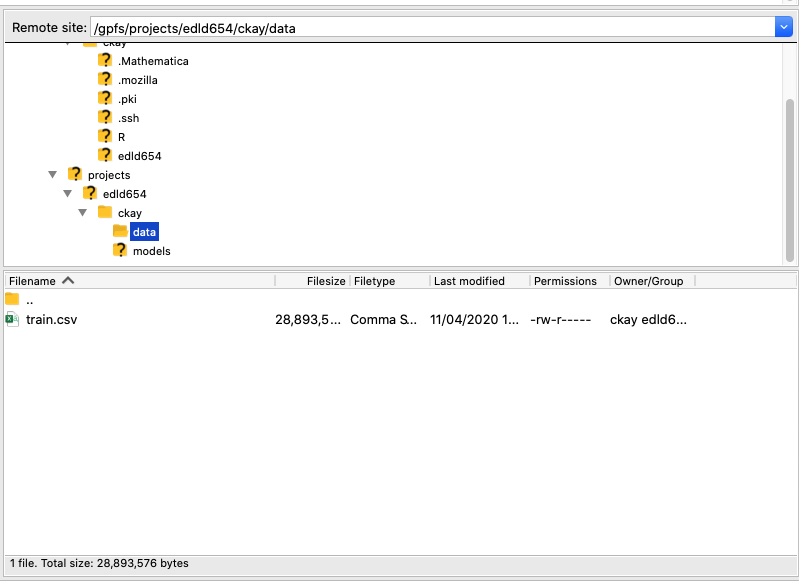 Remote site: /gpfs/projects/edld654/ckay/data
ckay
.Mathematica
.mozilla
.pki
.ssh
R
edld654
projects
edld654
ckay
data
models
Filename Filesize Filetype Last modified Permissions Owner/Group
..
train.csv 28,893,5... Comma S... 11/04/2020 1... -rw-r----- ckay edld6...
1 file. Total size: 28,893,576 bytes